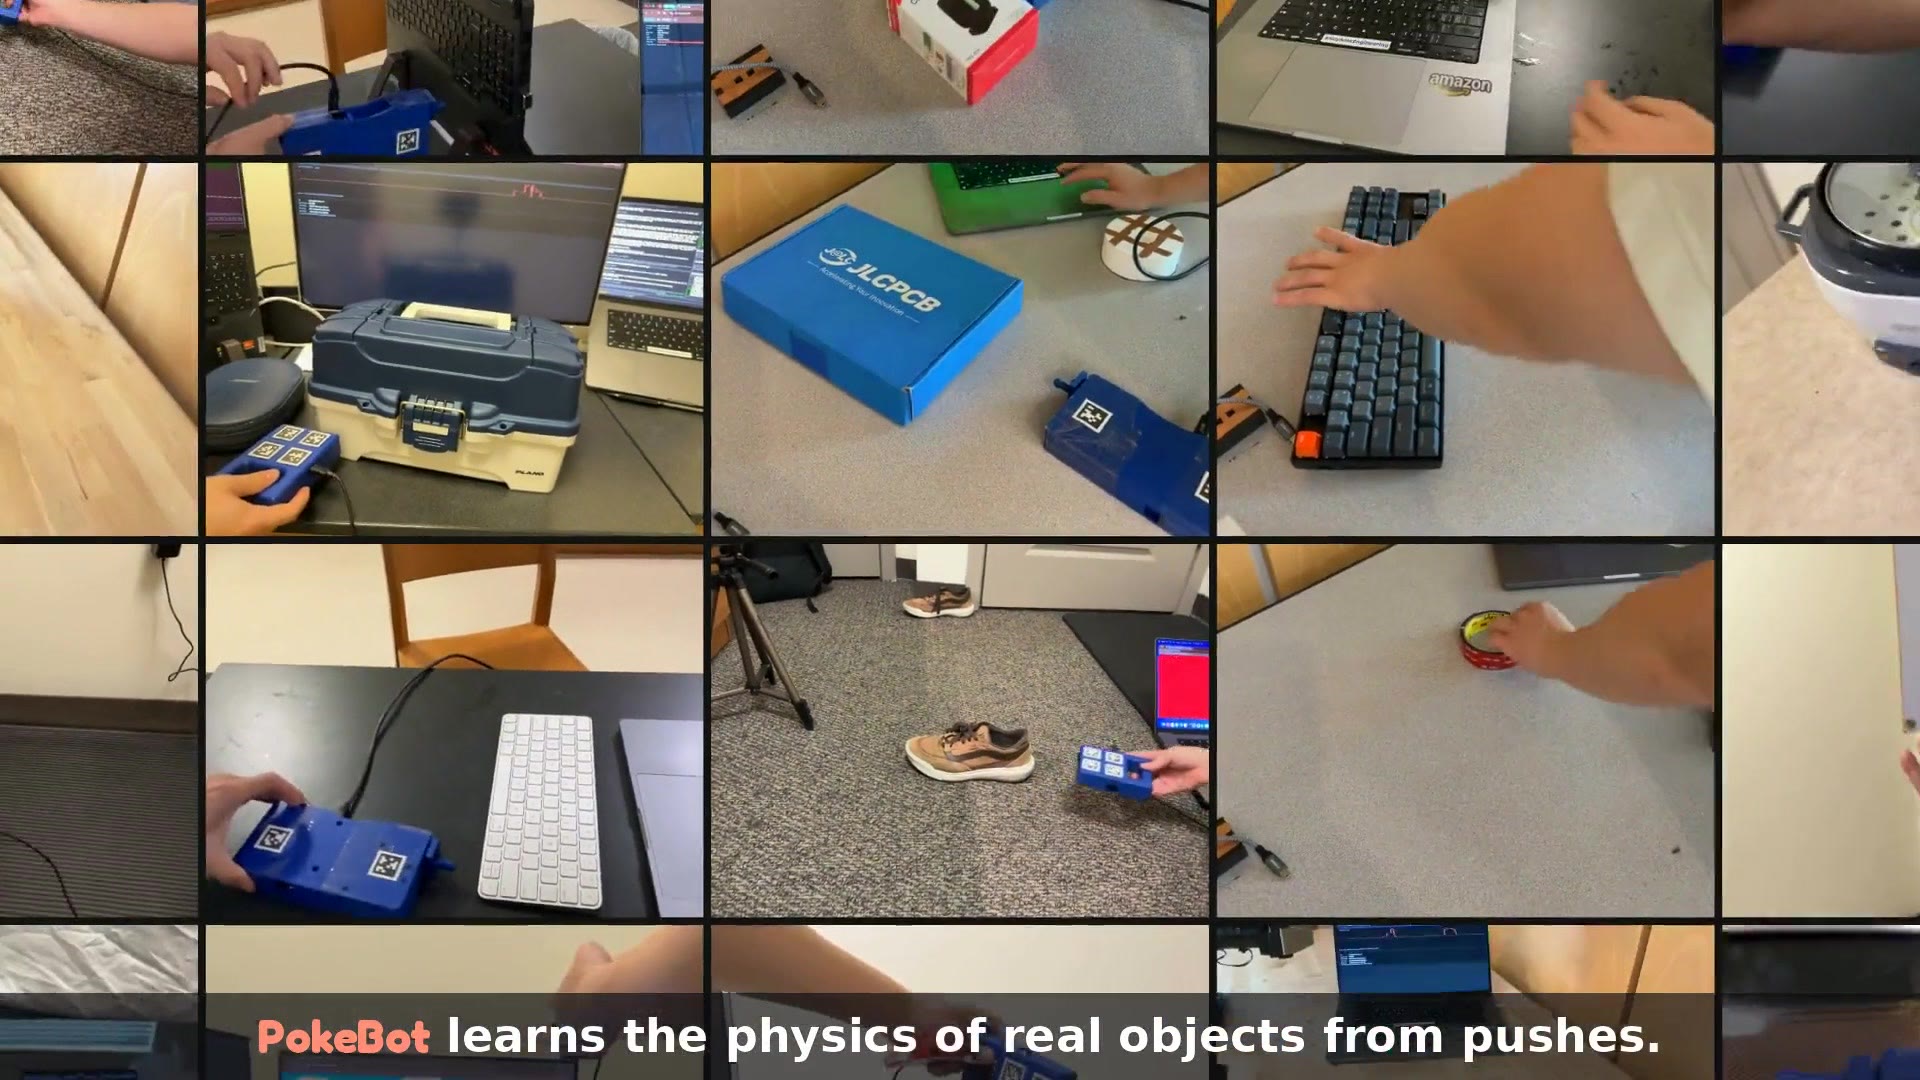 amazon
JLCPCB
Accelerating Your Innovation
PLANO
PokeBot learns the physics of real objects from pushes.